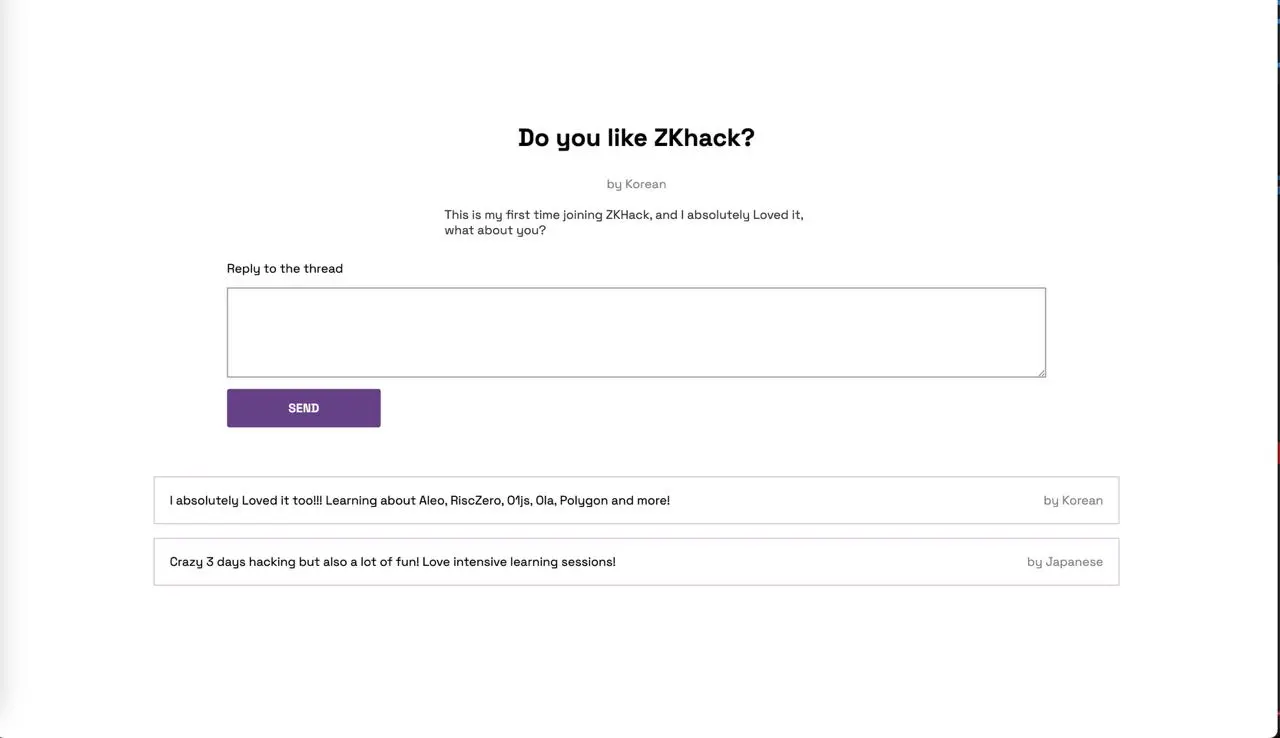 Do you like ZKhack?
by Korean
This is my first time joining ZKHack, and I absolutely Loved it,
what about you?
Reply to the thread
SEND
I absolutely Loved it too!!! Learning about Aleo, RiscZero, O1js, Ola, Polygon and more!
by Korean
Crazy 3 days hacking but also a lot of fun! Love intensive learning sessions!
by Japanese